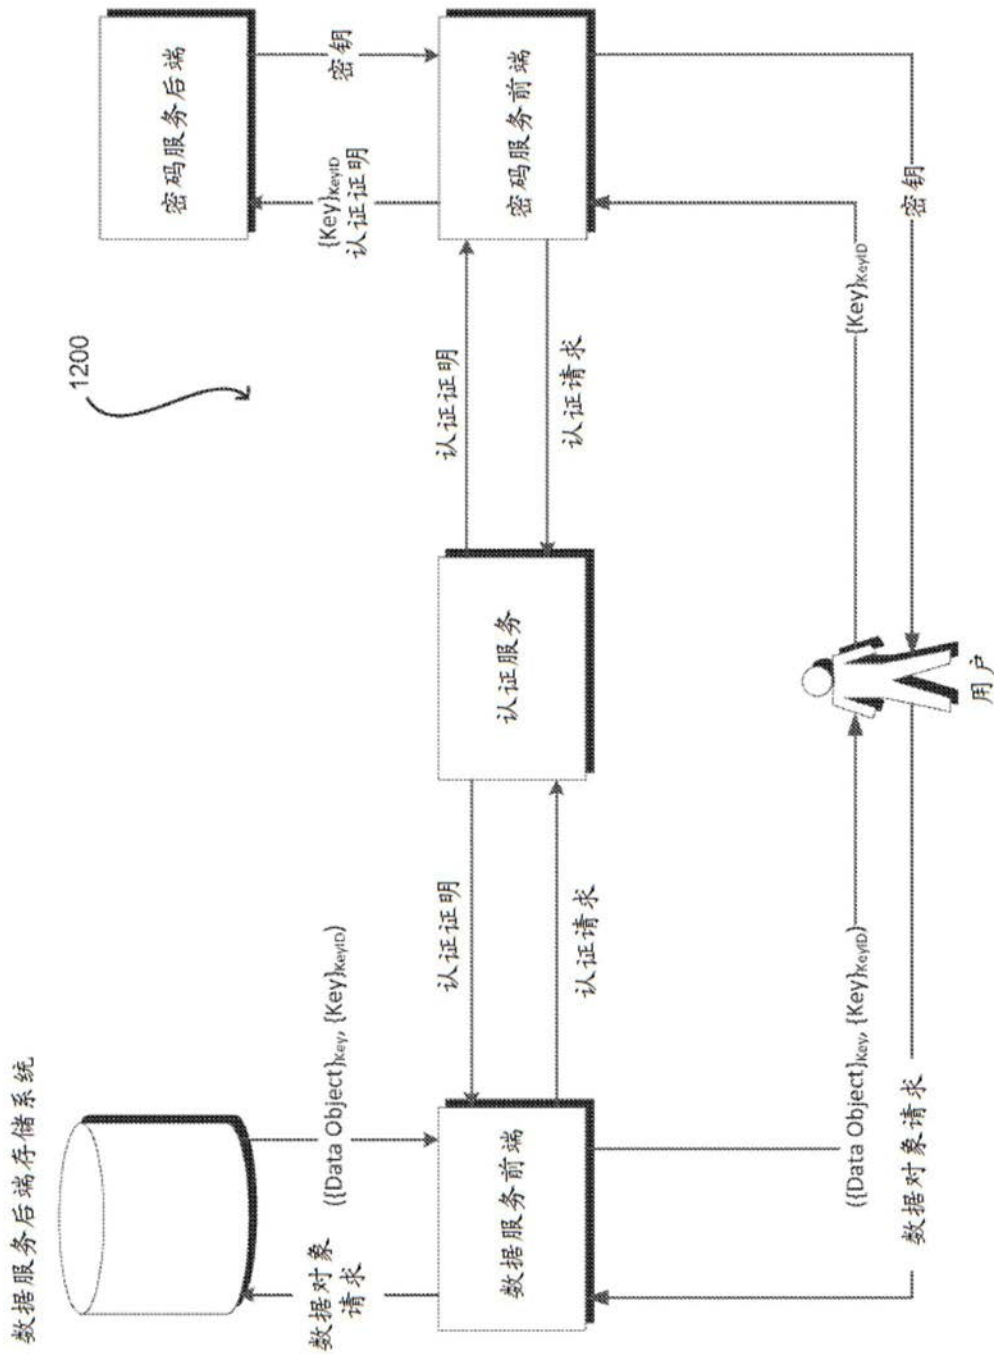 1200
数据服务后端存储系统
数据对象
请求
({Data Object}Key, {Key}KeyID)
{Key}KeyID
认证证明
密钥
密码服务后端
数据服务前端
认证证明
认证请求
认证服务
认证证明
认证请求
密码服务前端
({Data Object}Key, {Key}KeyID)
{Key}KeyID
数据对象请求
用户
密钥